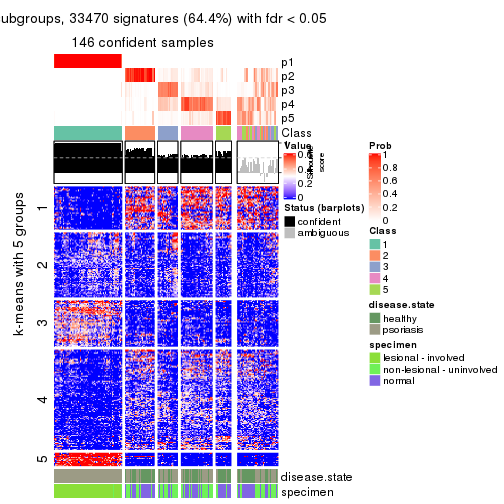 ubgroups, 33470 signatures (64.4%) with fdr < 0.05
146 confident samples
p1
p2
p3
p4
p5
Class
Silhouette
score
k-means with 5 groups
1
2
3
4
5
disease.state
specimen
Value
0.6
0.4
0.2
0
Status (barplots)
confident
ambiguous
Prob
1
0.8
0.6
0.4
0.2
0
Class
1
2
3
4
5
disease.state
healthy
psoriasis
specimen
lesional - involved
non-lesional - uninvolved
normal